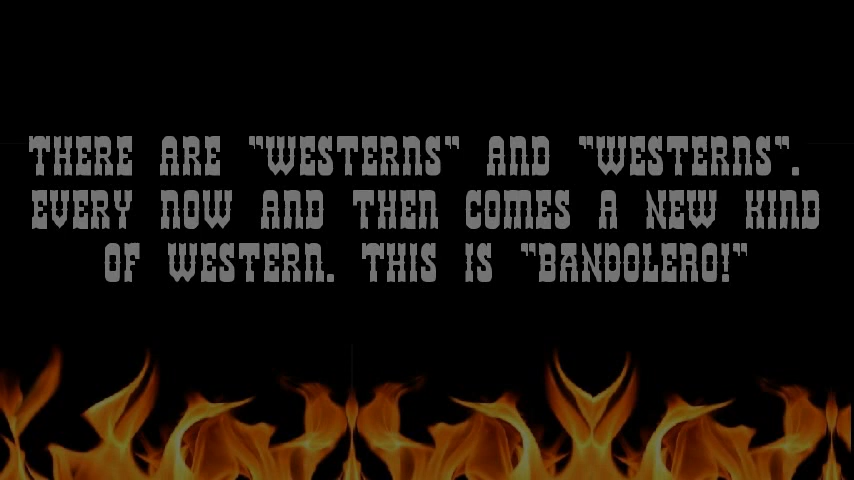 THERE ARE "WESTERNS" AND "WESTERNS".
EVERY NOW AND THEN COMES A NEW KIND
OF WESTERN. THIS IS "BANDOLERO!"